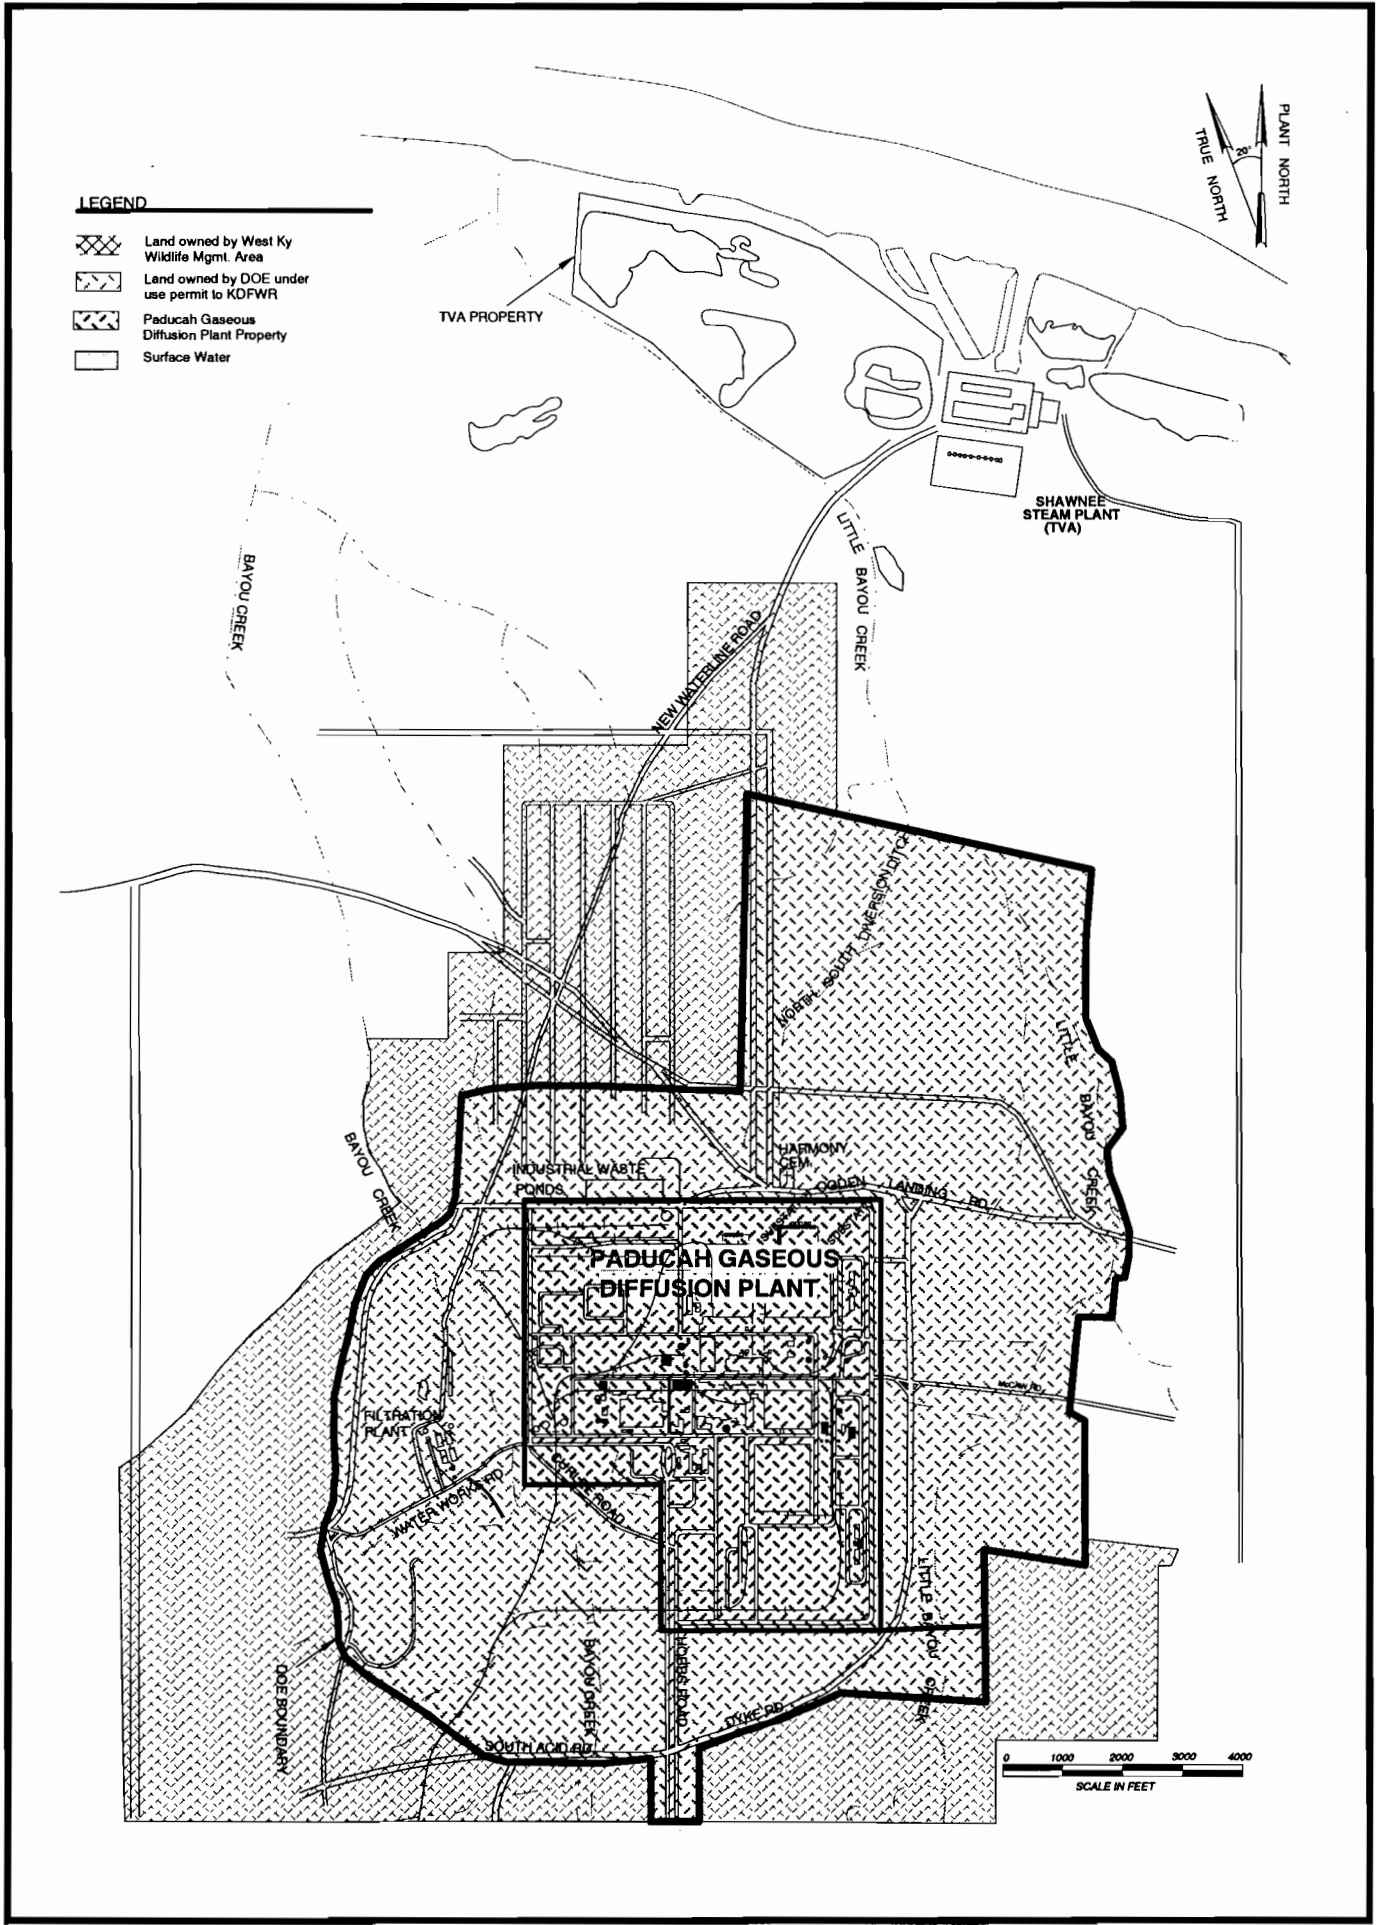 PLANT NORTH
TRUE NORTH
20°
LEGEND
Land owned by West Ky
Wildlife Mgmt. Area
Land owned by DOE under
use permit to KDFWR
Paducah Gaseous
Diffusion Plant Property
Surface Water
TVA PROPERTY
SHAWNEE
STEAM PLANT
(TVA)
LITTLE BAYOU CREEK
BAYOU CREEK
NEW WATERLINE ROAD
NORTH SOUTH DIVERSION DITCH
LITTLE BAYOU CREEK
BAYOU CREEK
HARMONY
CEM.
INDUSTRIAL WASTE
PONDS
OGDEN LANDING RD
PADUCAH GASEOUS
DIFFUSION PLANT
FILTRATION
PLANT
WATER WORKS RD
CURLEE ROAD
LITTLE BAYOU CREEK
DOE BOUNDARY
BAYOU CREEK
HOBBS ROAD
DYKE RD
SOUTH ACID RD
0 1000 2000 3000 4000
SCALE IN FEET